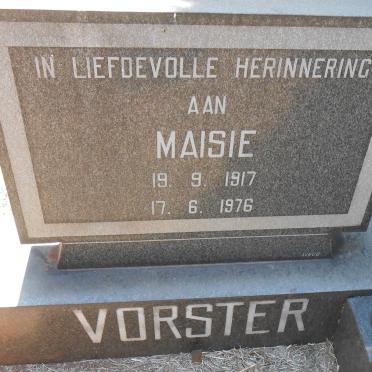 IN LIEFDEVOLLE HERINNERING
AAN
MAISIE
19. 9. 1917
17. 6. 1976
VORSTER